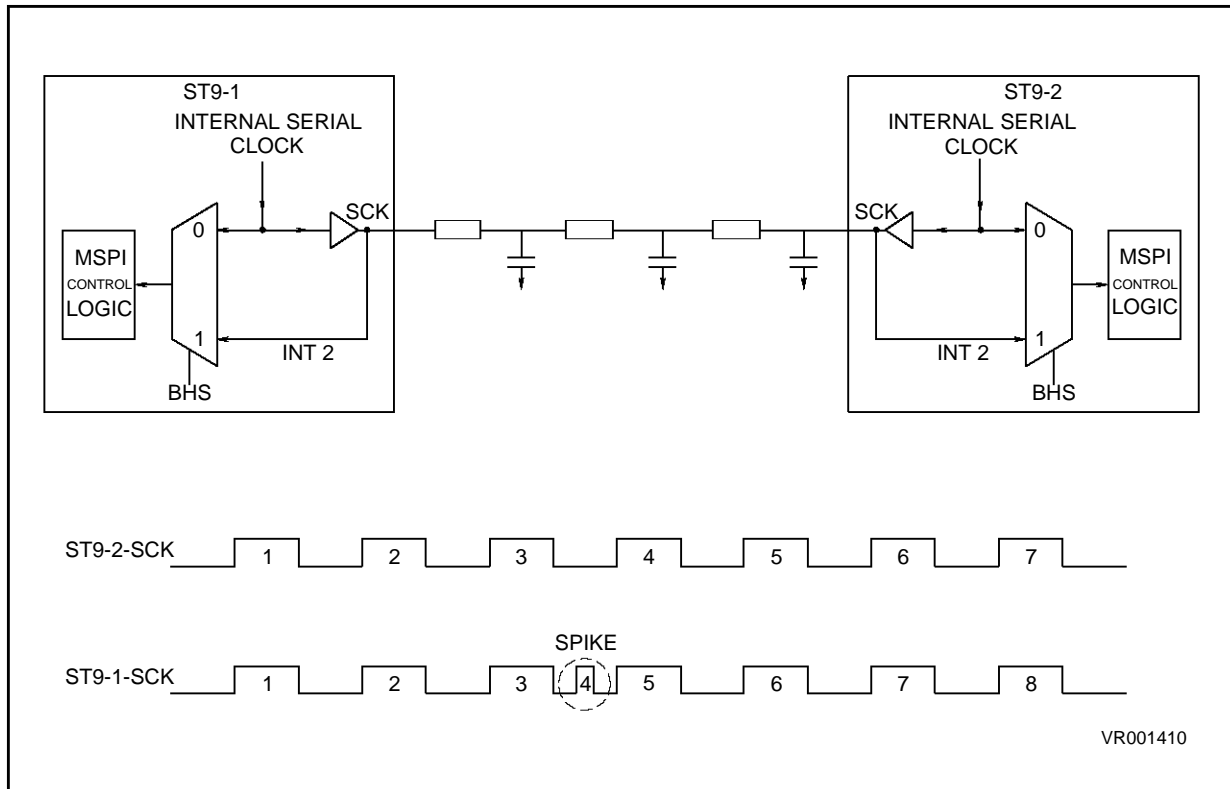 ST9-1
INTERNAL SERIAL
CLOCK
SCK
0
MSPI
CONTROL
LOGIC
1
INT 2
BHS
ST9-2
INTERNAL SERIAL
CLOCK
SCK
0
MSPI
CONTROL
LOGIC
1
INT 2
BHS
ST9-2-SCK 1 2 3 4 5 6 7
SPIKE
ST9-1-SCK 1 2 3 4 5 6 7 8
VR001410